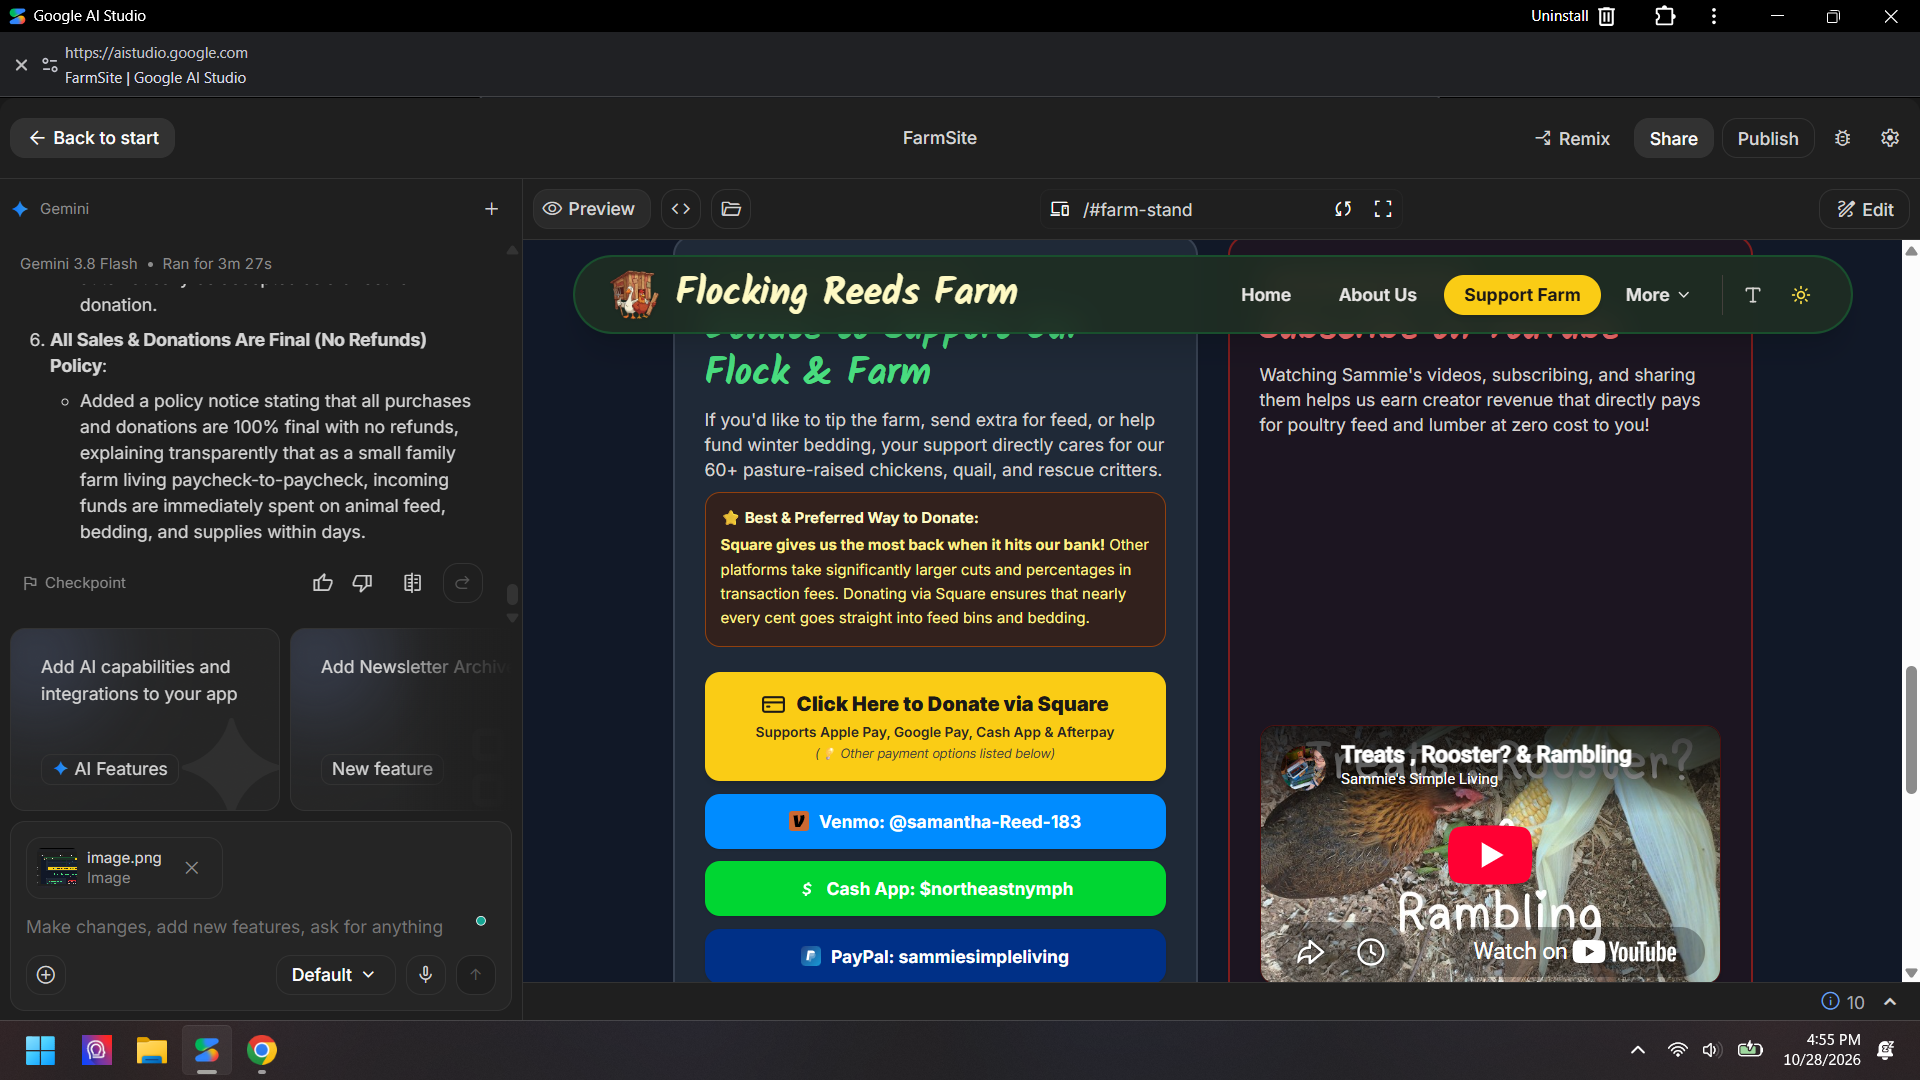 Google AI Studio
Uninstall
https://aistudio.google.com
FarmSite | Google AI Studio
Back to start
FarmSite
Remix
Share
Publish
Gemini
Preview
/#farm-stand
Edit
Gemini 3.8 Flash • Ran for 3m 27s
donation.
6. All Sales & Donations Are Final (No Refunds)
Policy:
Added a policy notice stating that all purchases
and donations are 100% final with no refunds,
explaining transparently that as a small family
farm living paycheck-to-paycheck, incoming
funds are immediately spent on animal feed,
bedding, and supplies within days.
Checkpoint
Add AI capabilities and
integrations to your app
AI Features
Add Newsletter Archive
New feature
image.png
Image
Make changes, add new features, ask for anything
Default
Flocking Reeds Farm
Home
About Us
Support Farm
More
Donate to Support Our
Flock & Farm
If you'd like to tip the farm, send extra for feed, or help
fund winter bedding, your support directly cares for our
60+ pasture-raised chickens, quail, and rescue critters.
Best & Preferred Way to Donate:
Square gives us the most back when it hits our bank! Other
platforms take significantly larger cuts and percentages in
transaction fees. Donating via Square ensures that nearly
every cent goes straight into feed bins and bedding.
Click Here to Donate via Square
Supports Apple Pay, Google Pay, Cash App & Afterpay
( Other payment options listed below)
Venmo: @samantha-Reed-183
$ Cash App: $northeastnymph
PayPal: sammiesimpleliving
Subscribe on YouTube
Watching Sammie's videos, subscribing, and sharing
them helps us earn creator revenue that directly pays
for poultry feed and lumber at zero cost to you!
Treats , Rooster? & Rambling
Sammie's Simple Living
Treats, Rooster?
&
Rambling
Watch on YouTube
10
4:55 PM
10/28/2026